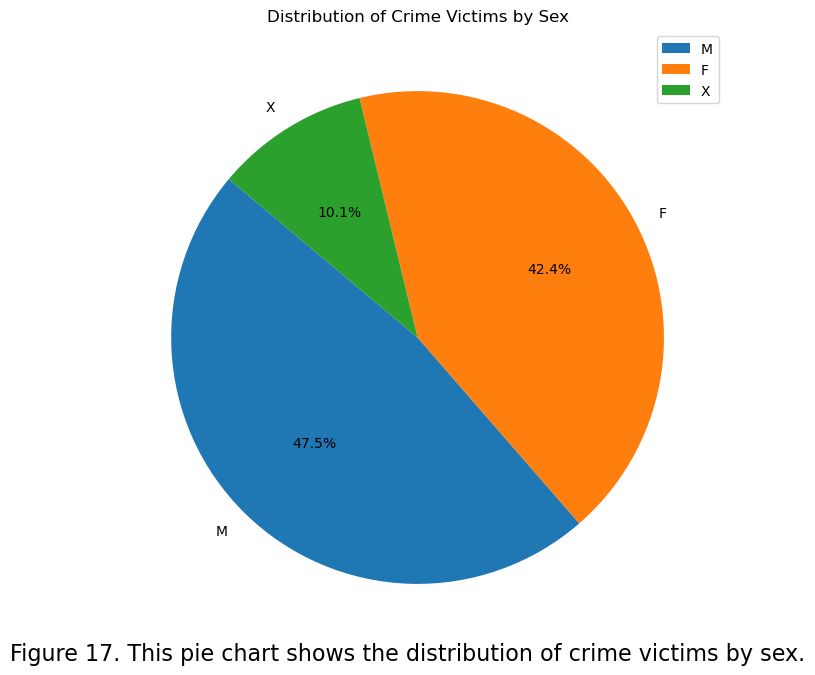 Distribution of Crime Victims by Sex
M
F
X
X
10.1%
F
42.4%
47.5%
M
Figure 17. This pie chart shows the distribution of crime victims by sex.